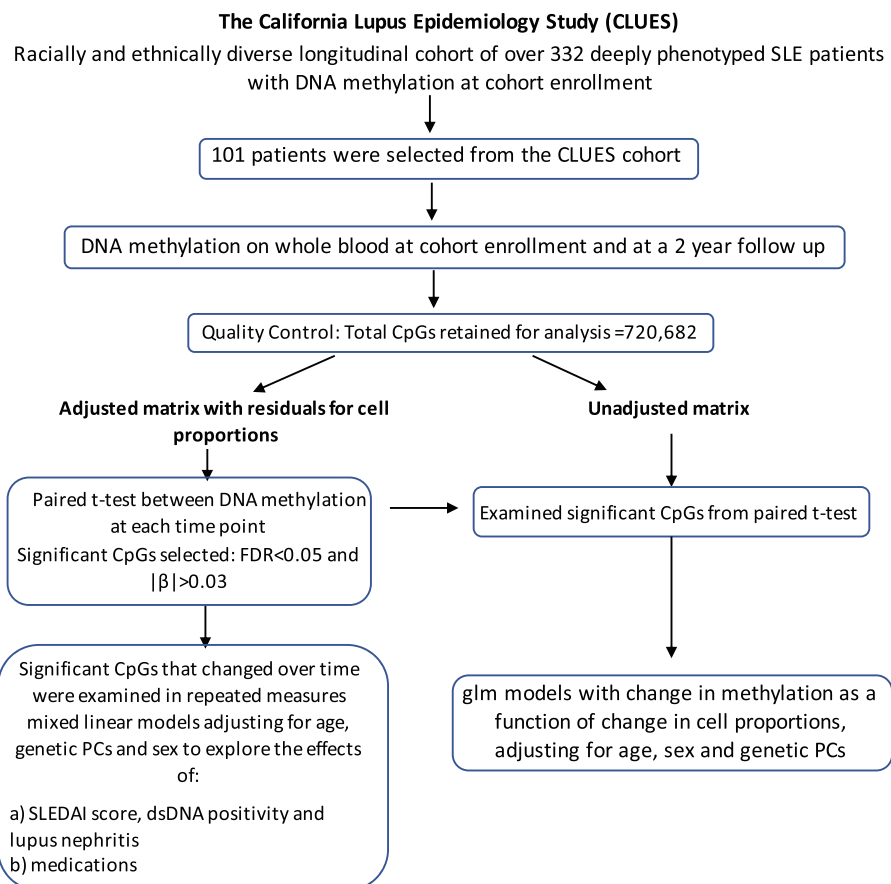 The California Lupus Epidemiology Study (CLUES)
Racially and ethnically diverse longitudinal cohort of over 332 deeply phenotyped SLE patients
with DNA methylation at cohort enrollment
101 patients were selected from the CLUES cohort
DNA methylation on whole blood at cohort enrollment and at a 2 year follow up
Quality Control: Total CpGs retained for analysis =720,682
Adjusted matrix with residuals for cell
proportions
Unadjusted matrix
Paired t-test between DNA methylation
at each time point
Significant CpGs selected: FDR<0.05 and
|β|>0.03
Examined significant CpGs from paired t-test
Significant CpGs that changed over time
were examined in repeated measures
mixed linear models adjusting for age,
genetic PCs and sex to explore the effects
of:
a) SLEDAI score, dsDNA positivity and
lupus nephritis
b) medications
glm models with change in methylation as a
function of change in cell proportions,
adjusting for age, sex and genetic PCs